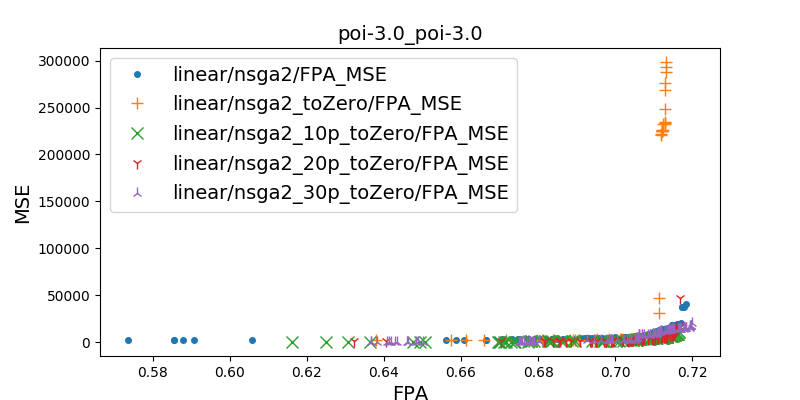 poi-3.0_poi-3.0
300000
250000
200000
150000
100000
50000
0
MSE
linear/nsga2/FPA_MSE
linear/nsga2_toZero/FPA_MSE
linear/nsga2_10p_toZero/FPA_MSE
linear/nsga2_20p_toZero/FPA_MSE
linear/nsga2_30p_toZero/FPA_MSE
0.58 0.60 0.62 0.64 0.66 0.68 0.70 0.72
FPA